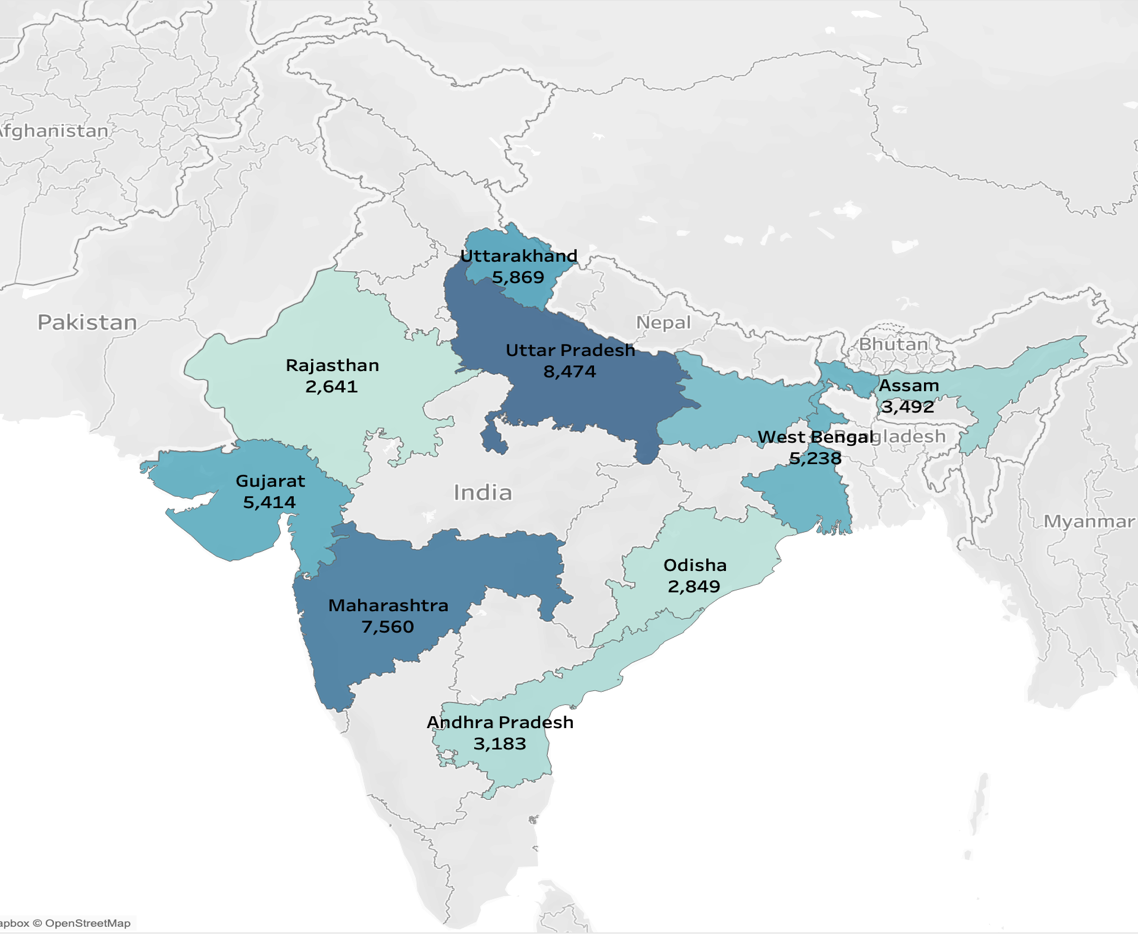 Afghanistan
Uttarakhand
5,869
Pakistan
Nepal
Bhutan
Uttar Pradesh
8,474
Rajasthan
2,641
Assam
3,492
West Bengal
5,238
Gujarat
5,414
India
Myanmar
Odisha
2,849
Maharashtra
7,560
Andhra Pradesh
3,183
apbox © OpenStreetMap